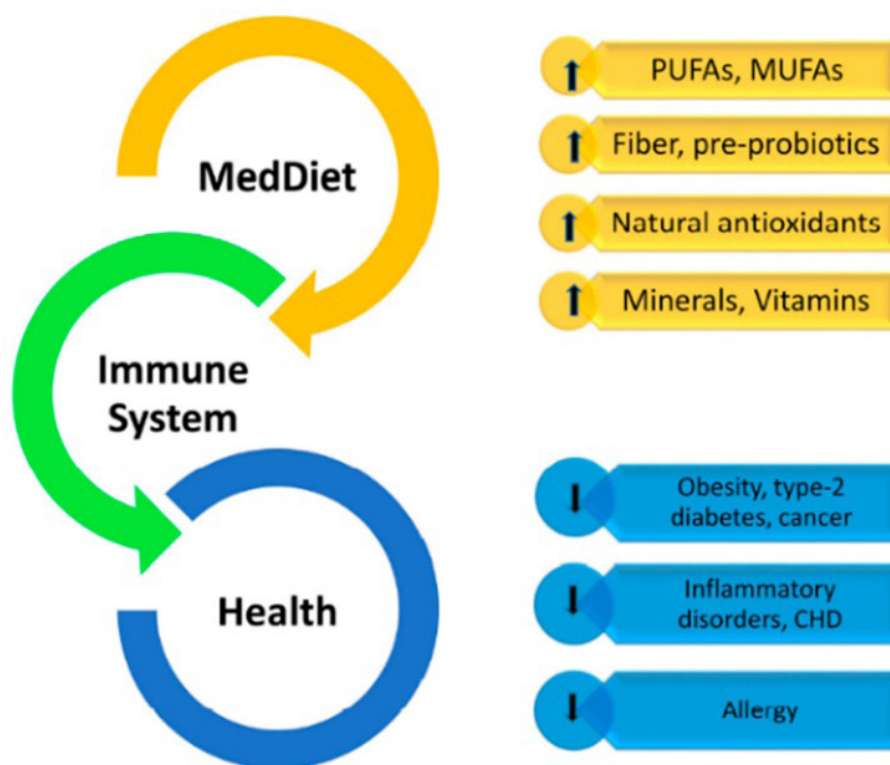 MedDiet
Immune
System
Health
PUFAs, MUFAs
Fiber, pre-probiotics
Natural antioxidants
Minerals, Vitamins
Obesity, type-2
diabetes, cancer
Inflammatory
disorders, CHD
Allergy